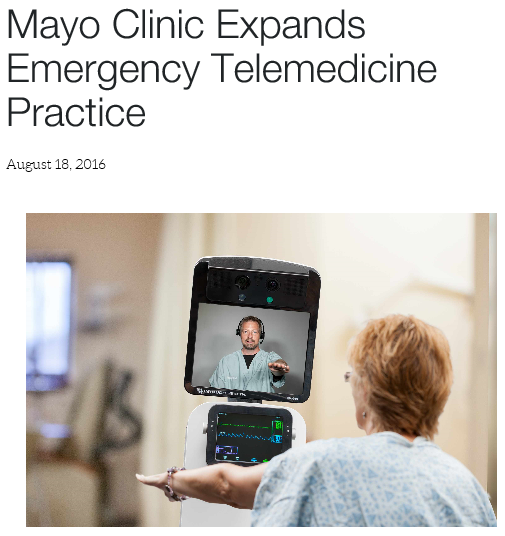 Mayo Clinic Expands
Emergency Telemedicine
Practice
August 18, 2016